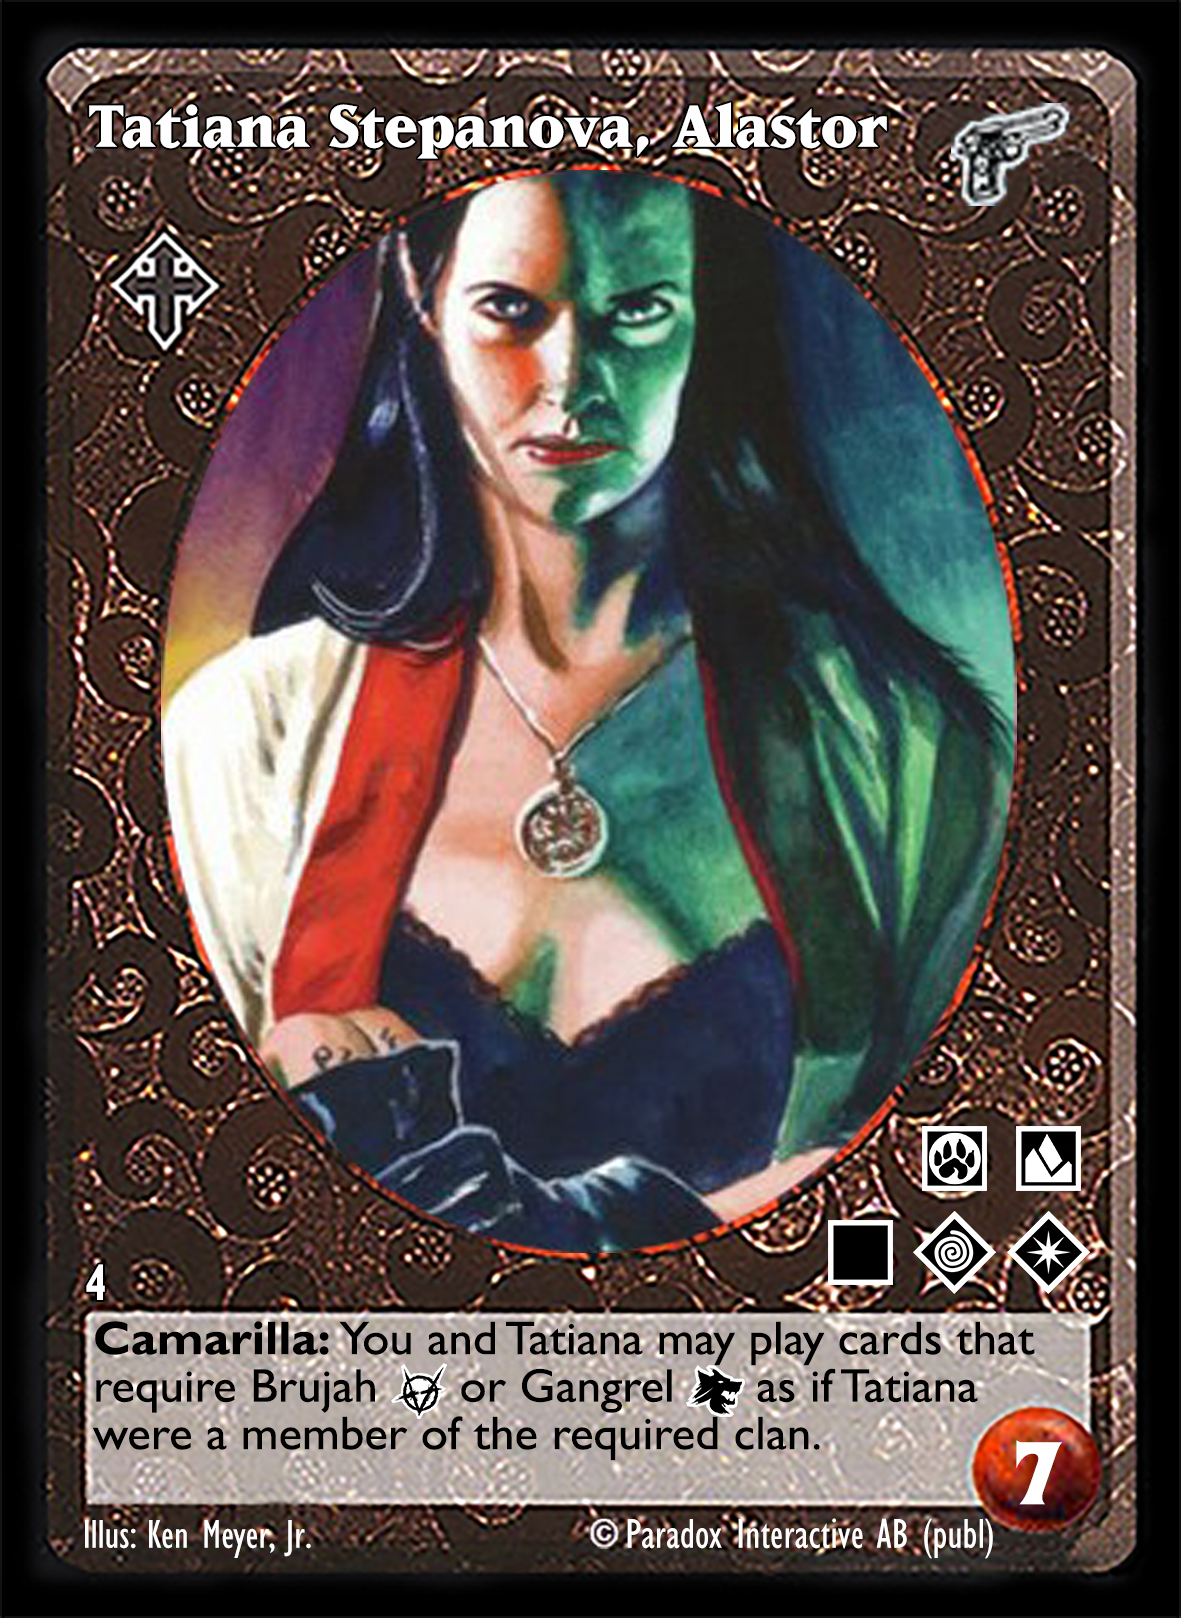 Tatiana Stepanova, Alastor
4
Camarilla: You and Tatiana may play cards that
require Brujah or Gangrel as if Tatiana
were a member of the required clan.
7
Illus: Ken Meyer, Jr.
© Paradox Interactive AB (publ)